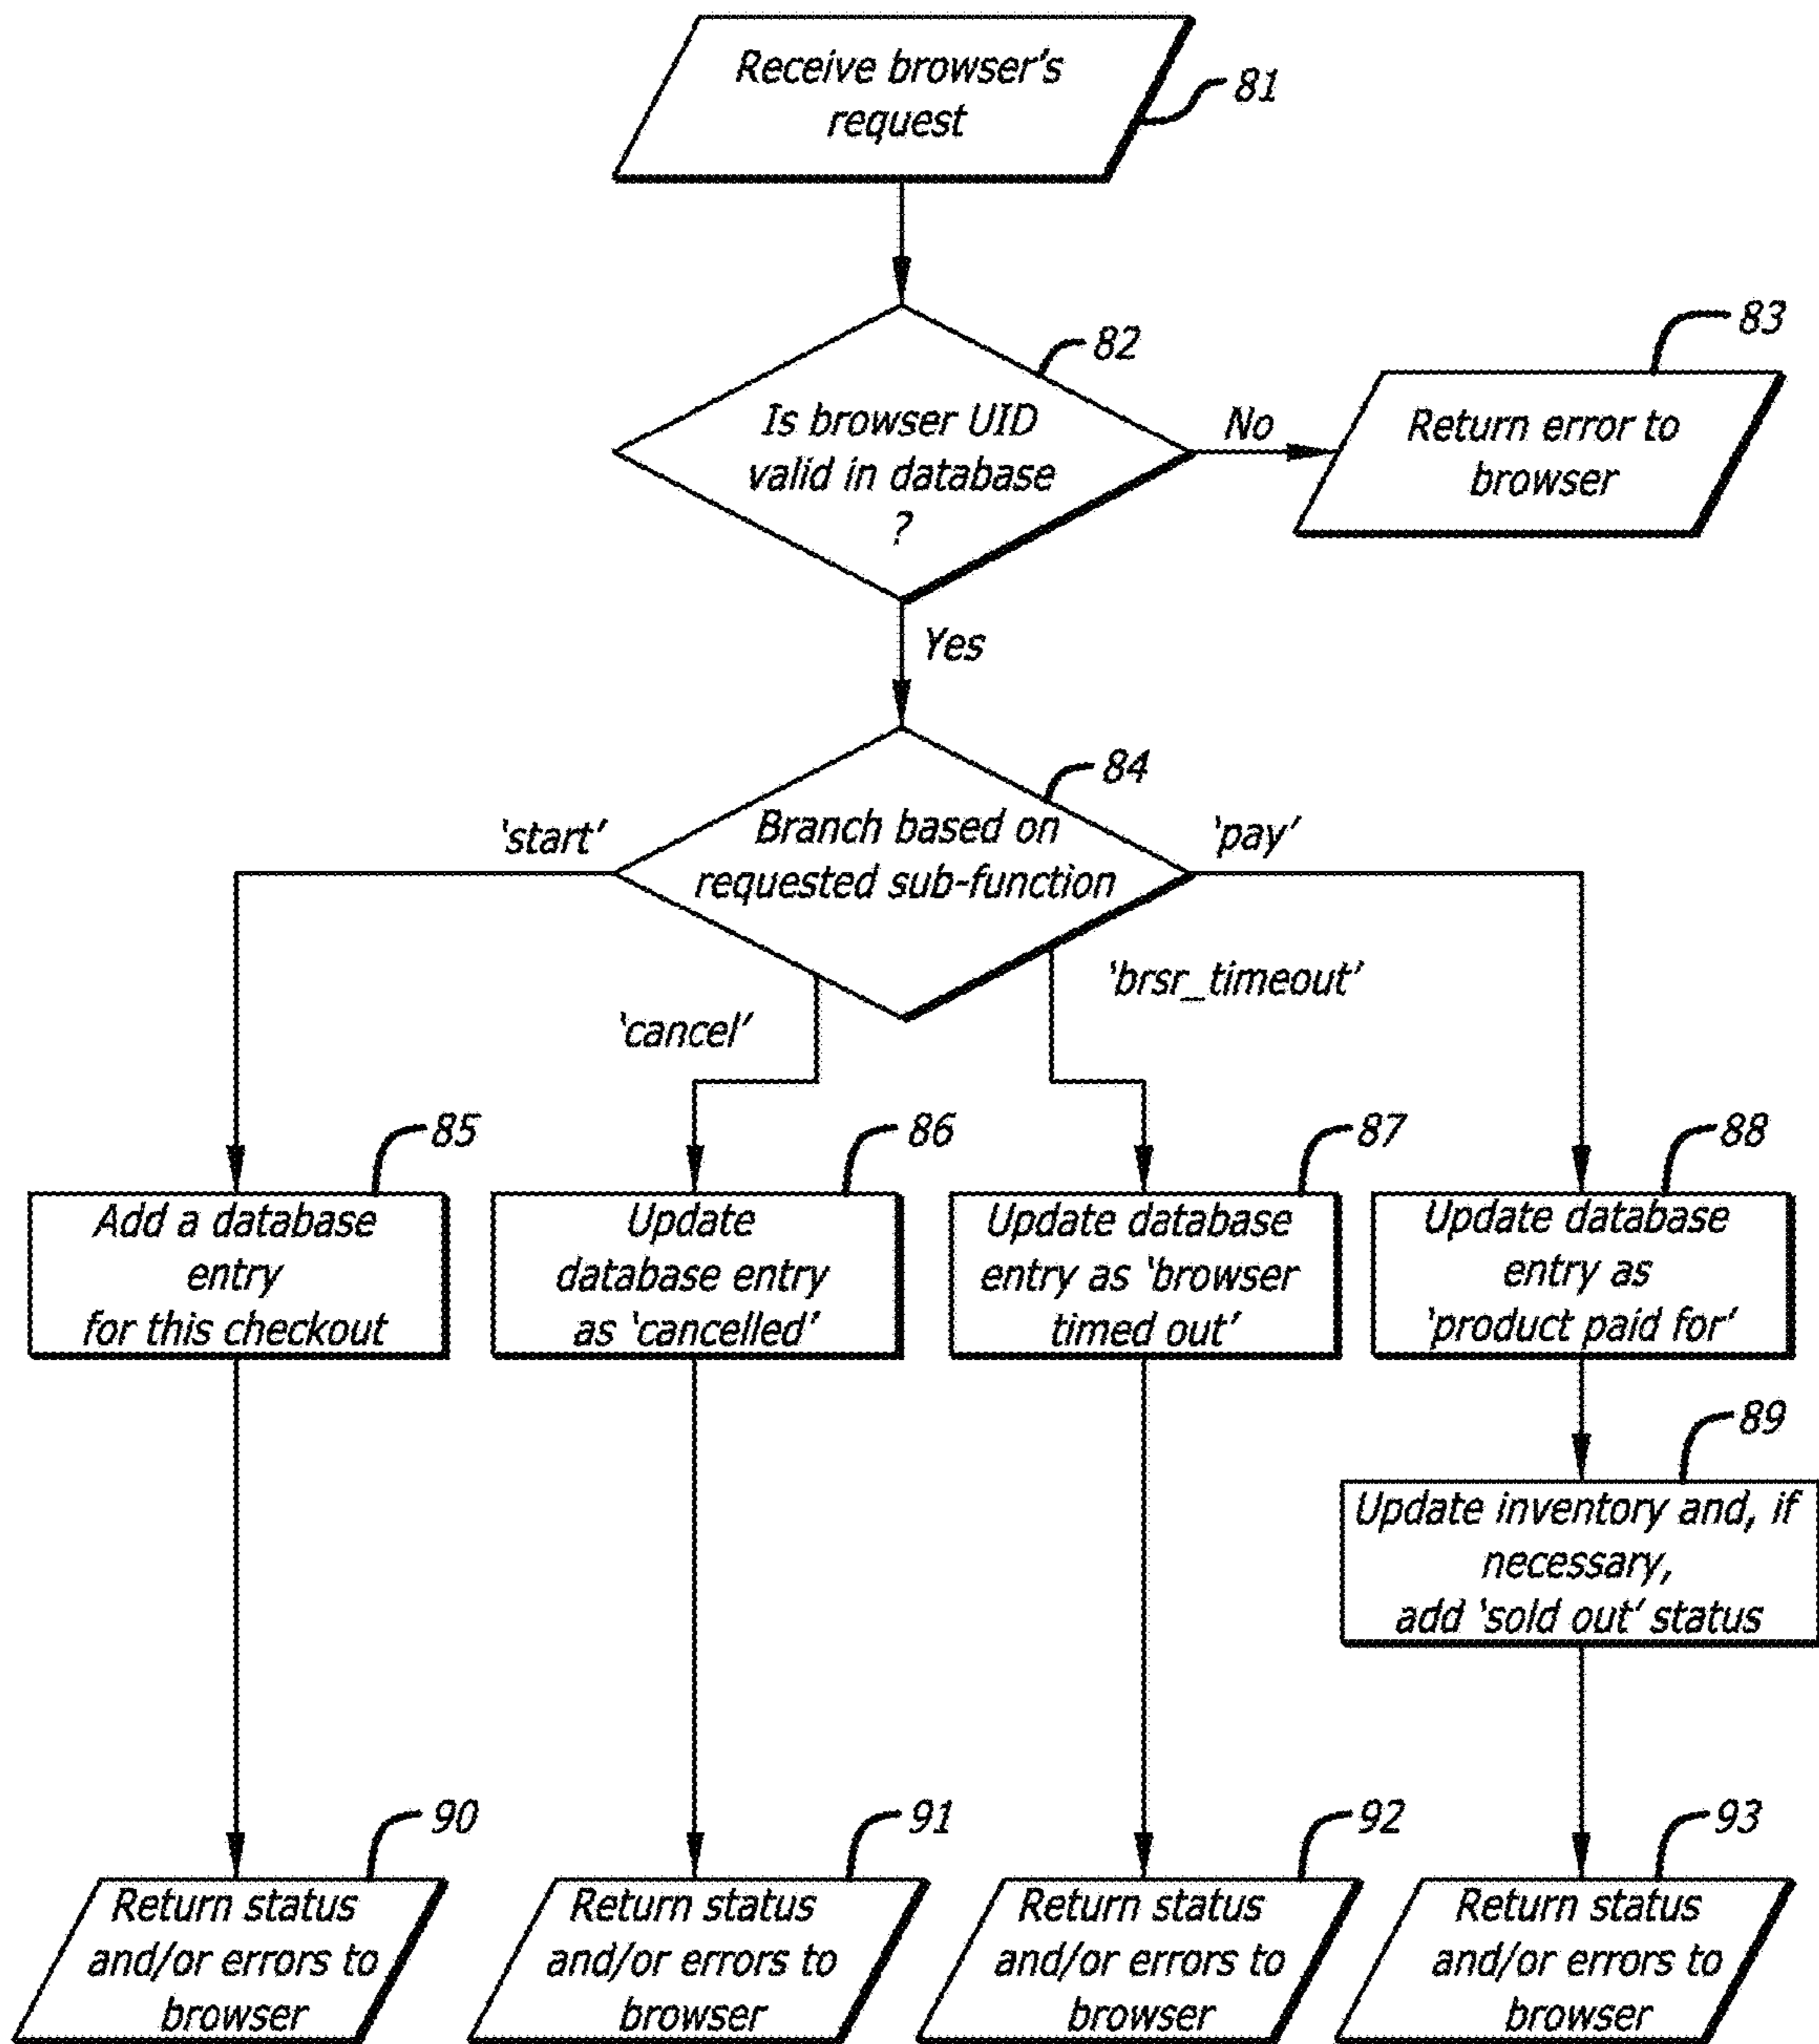 Receive browser's
request
81
82
Is browser UID
valid in database
?
No
83
Return error to
browser
Yes
84
Branch based on
requested sub-function
'start'
'cancel'
'brsr_timeout'
'pay'
85
Add a database
entry
for this checkout
86
Update
database entry
as 'cancelled'
87
Update database
entry as 'browser
timed out'
88
Update database
entry as
'product paid for'
89
Update inventory and, if
necessary,
add 'sold out' status
90
Return status
and/or errors to
browser
91
Return status
and/or errors to
browser
92
Return status
and/or errors to
browser
93
Return status
and/or errors to
browser